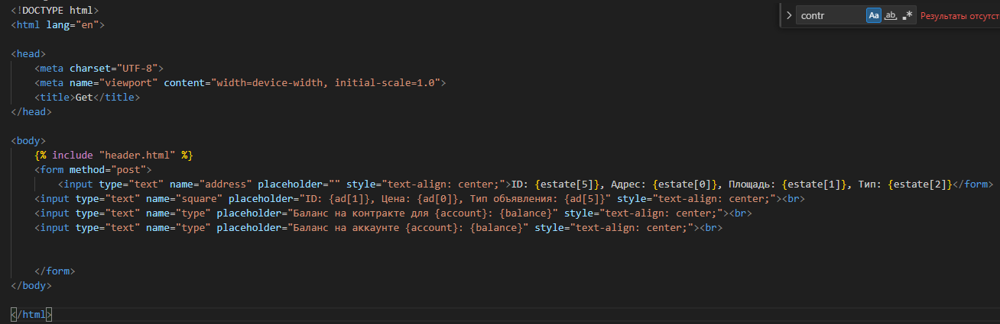 <!DOCTYPE html>
<html lang="en">
<head>
    <meta charset="UTF-8">
    <meta name="viewport" content="width=device-width, initial-scale=1.0">
    <title>Get</title>
</head>
<body>
    {% include "header.html" %}
    <form method="post">
        <input type="text" name="address" placeholder="" style="text-align: center;">ID: {estate[5]}, Адрес: {estate[0]}, Площадь: {estate[1]}, Тип: {estate[2]}</form>
    <input type="text" name="square" placeholder="ID: {ad[1]}, Цена: {ad[0]}, Тип объявления: {ad[5]}" style="text-align: center;"><br>
    <input type="text" name="type" placeholder="Баланс на контракте для {account}: {balance}" style="text-align: center;"><br>
    <input type="text" name="type" placeholder="Баланс на аккаунте {account}: {balance}" style="text-align: center;"><br>
    </form>
</body>
</html>
contr Aa ab .* Результаты отсутст